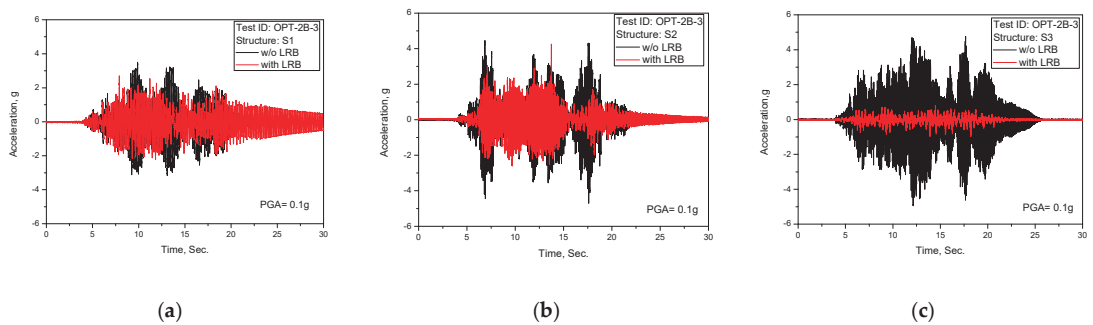 Test ID: OPT-2B-3
Structure: S1
w/o LRB
with LRB
Acceleration, g
6
4
2
0
-2
-4
-6
PGA= 0.1g
0 5 10 15 20 25 30
Time, Sec.
(a)
Test ID: OPT-2B-3
Structure: S2
w/o LRB
with LRB
Acceleration, g
6
4
2
0
-2
-4
-6
PGA= 0.1g
0 5 10 15 20 25 30
Time, Sec.
(b)
Test ID: OPT-2B-3
Structure: S3
w/o LRB
with LRB
Acceleration, g
6
4
2
0
-2
-4
-6
PGA= 0.1g
0 5 10 15 20 25 30
Time, Sec.
(c)